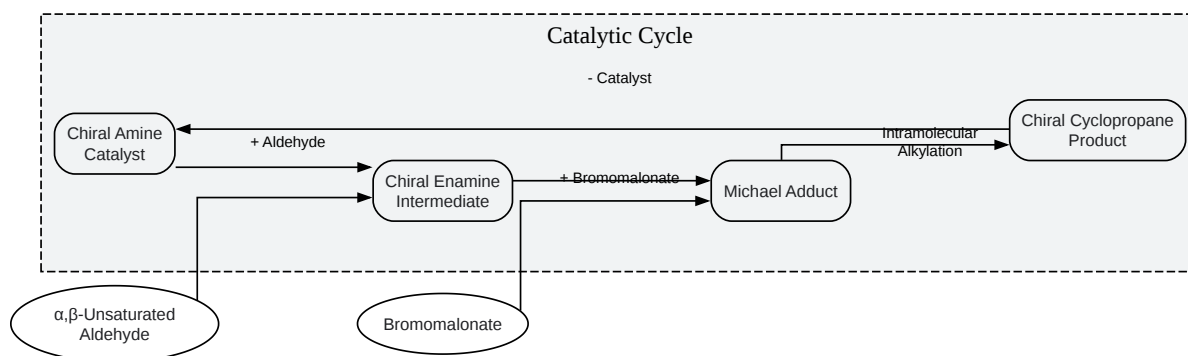 Catalytic Cycle
- Catalyst
Chiral Amine
Catalyst
+ Aldehyde
Chiral Enamine
Intermediate
+ Bromomalonate
Michael Adduct
Intramolecular
Alkylation
Chiral Cyclopropane
Product
α,β-Unsaturated
Aldehyde
Bromomalonate